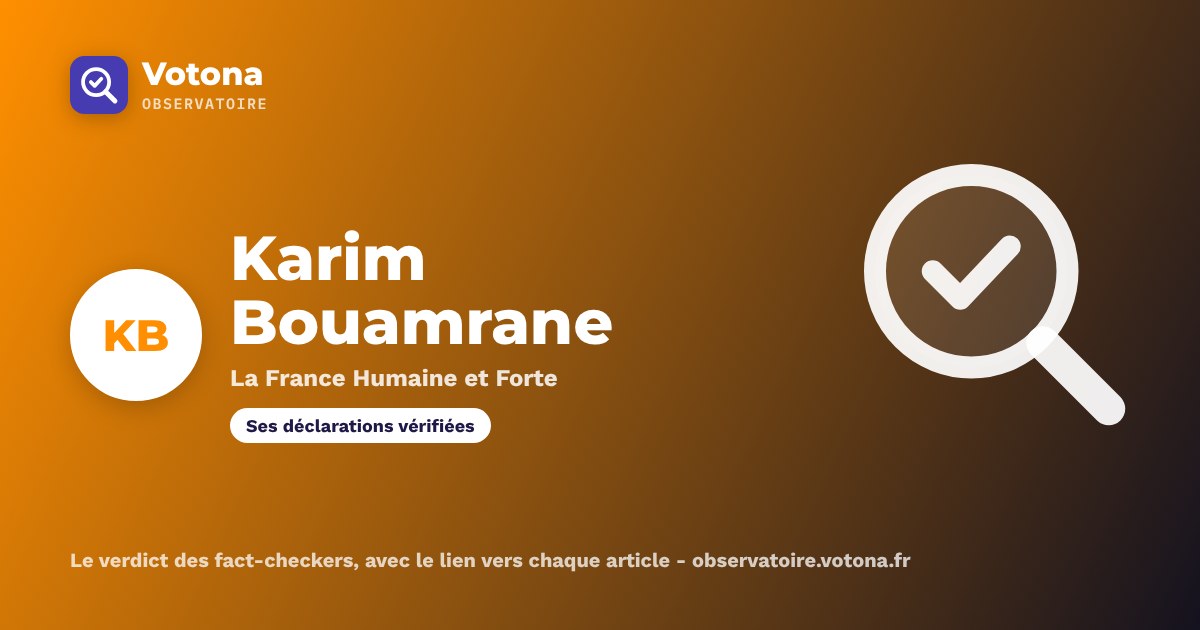 Votona
OBSERVATOIRE
Karim
Bouamrane
KB
La France Humaine et Forte
Ses déclarations vérifiées
Le verdict des fact-checkers, avec le lien vers chaque article - observatoire.votona.fr